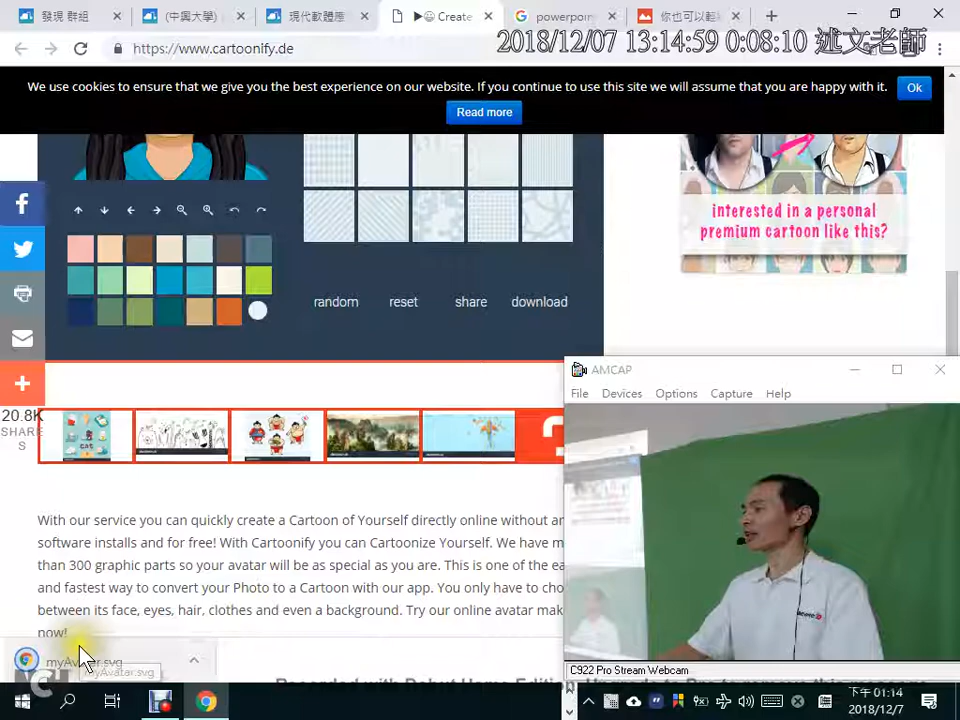 發現 群組
(中興大學)
現代軟體產
Create
powerpoin
你也可以輕
https://www.cartoonify.de
2018/12/07 13:14:59 0:08:10 述文老師
We use cookies to ensure that we give you the best experience on our website. If you continue to use this site we will assume that you are happy with it.
Ok
Read more
interested in a personal
premium cartoon like this?
random
reset
share
download
20.8K
SHARE
S
AMCAP
File
Devices
Options
Capture
Help
With our service you can quickly create a Cartoon of Yourself directly online without an
software installs and for free! With Cartoonify you can Cartoonize Yourself. We have m
than 300 graphic parts so your avatar will be as special as you are. This is one of the ea
and fastest way to convert your Photo to a Cartoon with our app. You only have to cho
between its face, eyes, hair, clothes and even a background. Try our online avatar mak
now!
myAvatar.svg
myAvatar.svg
C922 Pro Stream Webcam
下午 01:14
2018/12/7